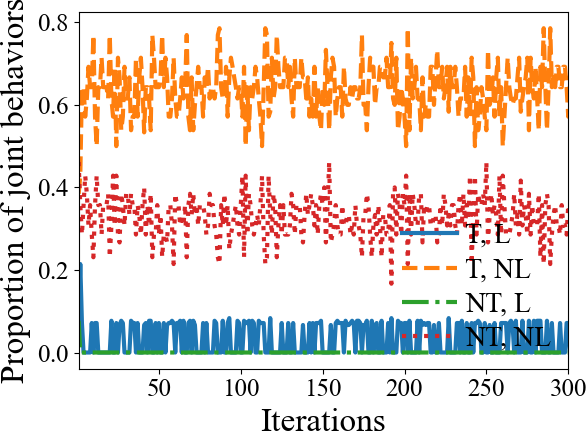 Proportion of joint behaviors
0.8
0.6
0.4
0.2
0.0
T, L
T, NL
NT, L
NT, NL
50
100
150
200
250
300
Iterations